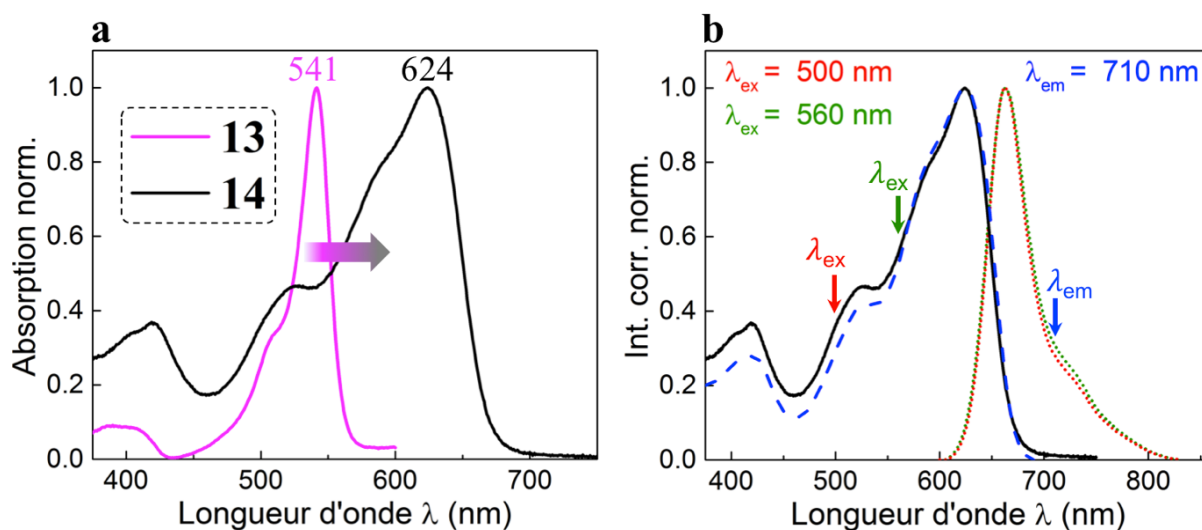 a
541 624
13
14
Absorption norm.
1.0
0.8
0.6
0.4
0.2
0.0
400 500 600 700
Longueur d'onde λ (nm)
b
λex = 500 nm
λex = 560 nm
λem = 710 nm
λex
λex
λem
Int. corr. norm.
1.0
0.8
0.6
0.4
0.2
0.0
400 500 600 700 800
Longueur d'onde λ (nm)